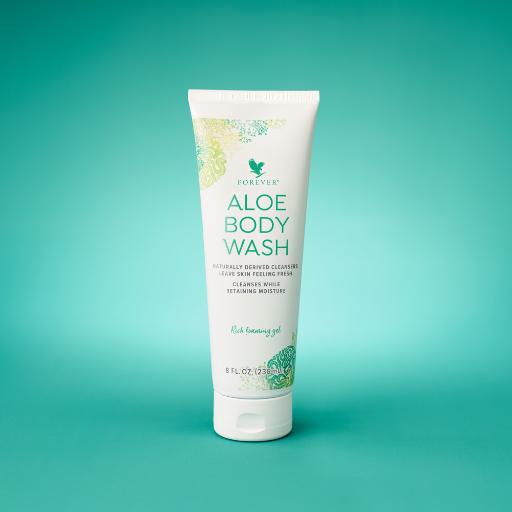 FOREVER®
ALOE
BODY
WASH
NATURALLY DERIVED CLEANSERS
LEAVE SKIN FEELING FRESH
CLEANSES WHILE
RETAINING MOISTURE
Rich foaming gel
8 FL. OZ. (236 mL)